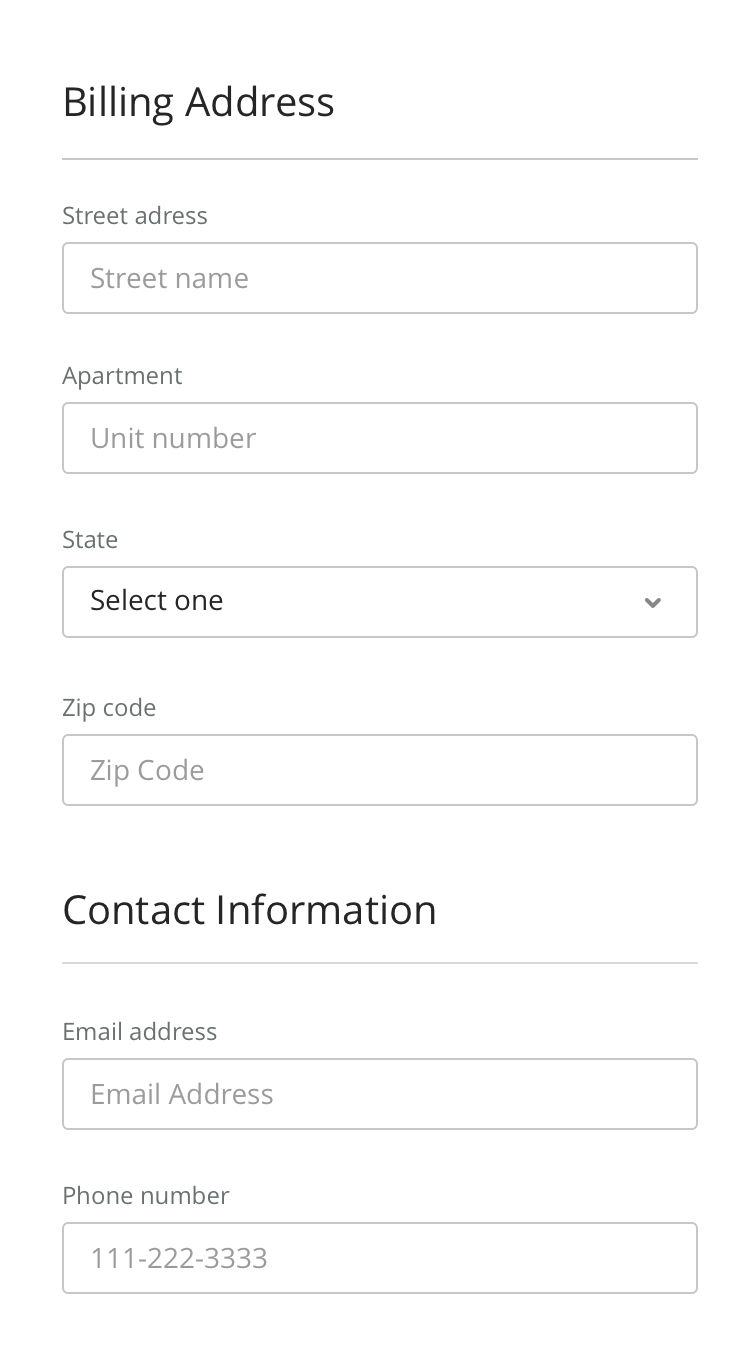 Billing Address
Street adress
Street name
Apartment
Unit number
State
Select one
Zip code
Zip Code
Contact Information
Email address
Email Address
Phone number
111-222-3333